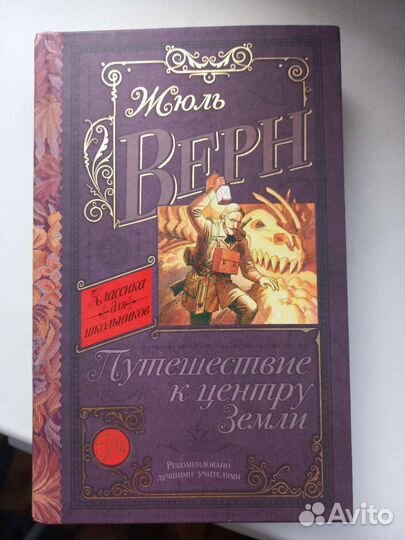 Жюль
Верн
Классика
для
школьников
Путешествие
к центру
Земли
Рекомендовано
лучшими учителями
Avito